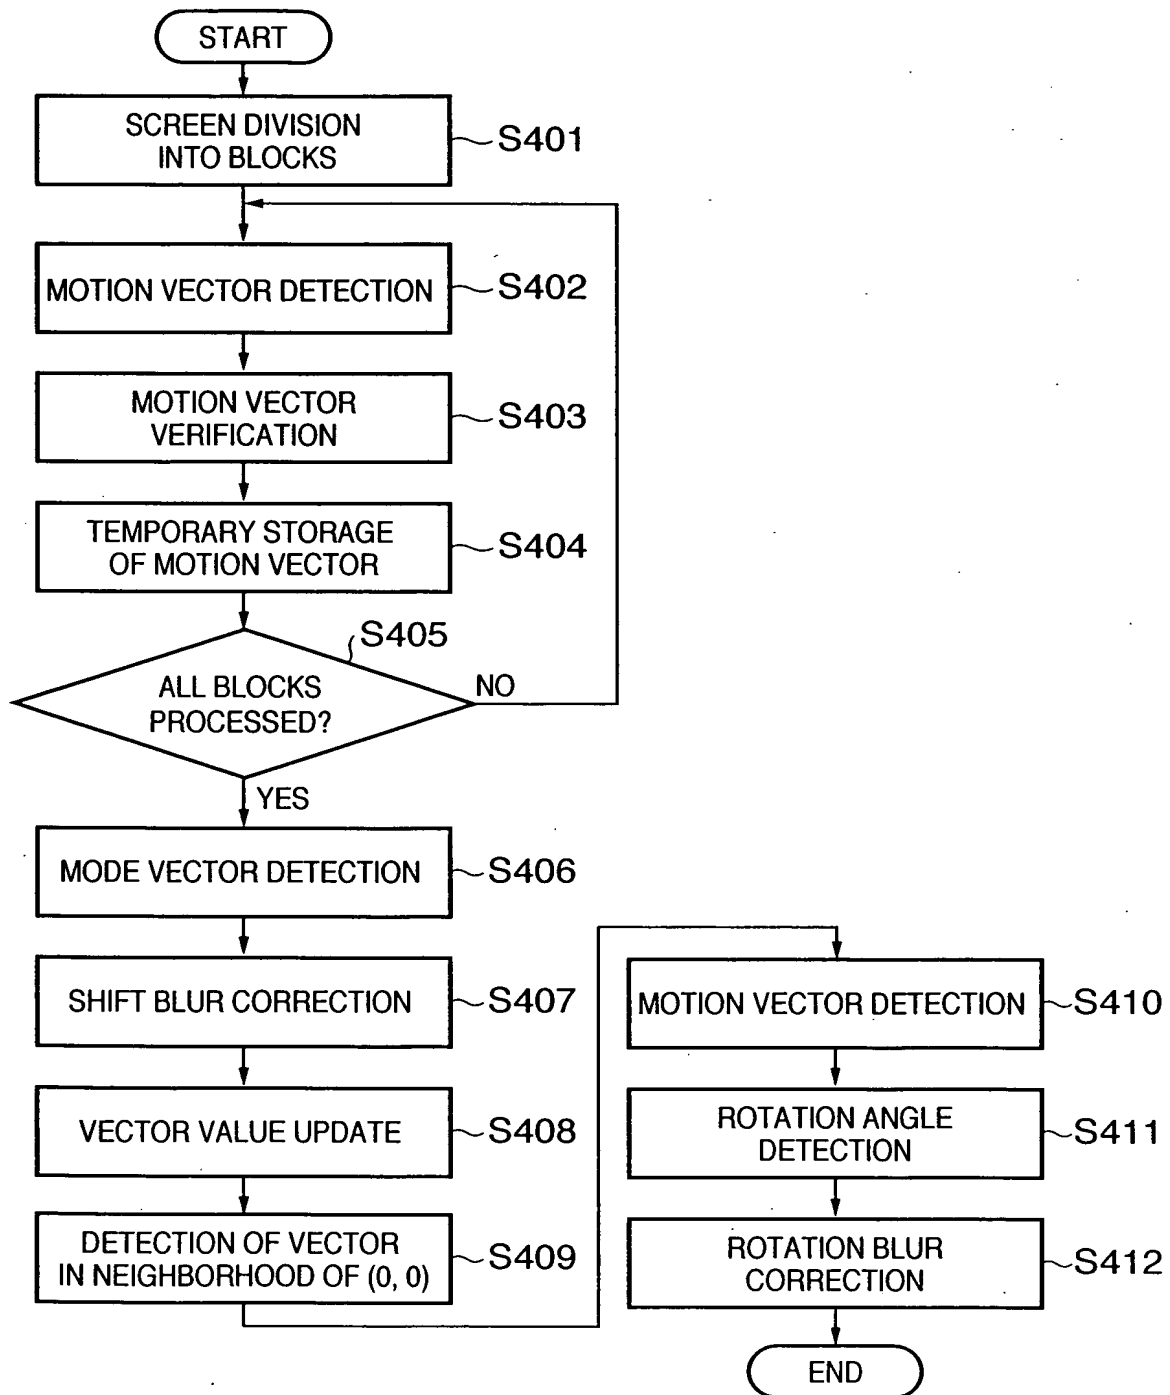 START
SCREEN DIVISION
INTO BLOCKS
S401
MOTION VECTOR DETECTION
S402
MOTION VECTOR
VERIFICATION
S403
TEMPORARY STORAGE
OF MOTION VECTOR
S404
S405
ALL BLOCKS
PROCESSED?
NO
YES
MODE VECTOR DETECTION
S406
SHIFT BLUR CORRECTION
S407
VECTOR VALUE UPDATE
S408
DETECTION OF VECTOR
IN NEIGHBORHOOD OF (0, 0)
S409
MOTION VECTOR DETECTION
S410
ROTATION ANGLE
DETECTION
S411
ROTATION BLUR
CORRECTION
S412
END